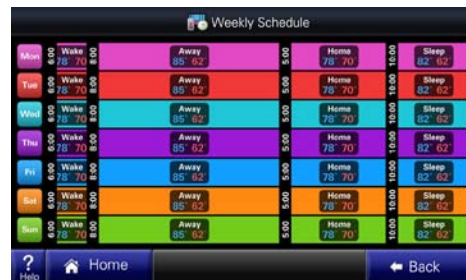 Weekly Schedule
Mon 6:00 Wake 78° 70° 8:00 Away 85° 62° 5:00 Home 78° 70° 10:00 Sleep 82° 62°
Tue 6:00 Wake 78° 70° 8:00 Away 85° 62° 5:00 Home 78° 70° 10:00 Sleep 82° 62°
Wed 6:00 Wake 78° 70° 8:00 Away 85° 62° 5:00 Home 78° 70° 10:00 Sleep 82° 62°
Thu 6:00 Wake 78° 70° 8:00 Away 85° 62° 5:00 Home 78° 70° 10:00 Sleep 82° 62°
Fri 6:00 Wake 78° 70° 8:00 Away 85° 62° 5:00 Home 78° 70° 10:00 Sleep 82° 62°
Sat 6:00 Wake 78° 70° 8:00 Away 85° 62° 5:00 Home 78° 70° 10:00 Sleep 82° 62°
Sun 6:00 Wake 78° 70° 8:00 Away 85° 62° 5:00 Home 78° 70° 10:00 Sleep 82° 62°
? Help Home Back